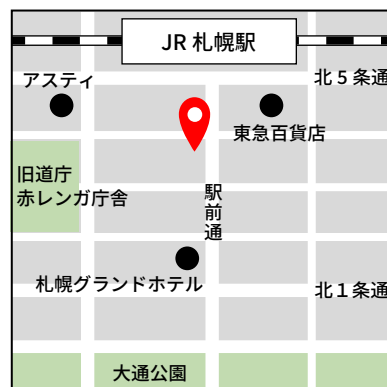 JR 札幌駅
アスティ
北5条通
東急百貨店
旧道庁
赤レンガ庁舎
駅前通
札幌グランドホテル
北1条通
大通公園